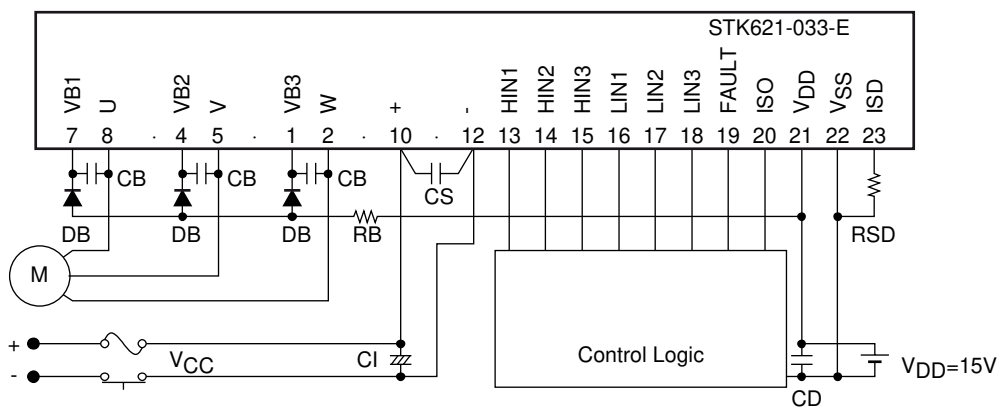 STK621-033-E
VB1 U VB2 V VB3 W + - HIN1 HIN2 HIN3 LIN1 LIN2 LIN3 FAULT ISO VDD VSS ISD
7 8 . 4 5 . 1 2 . 10 . 12 13 14 15 16 17 18 19 20 21 22 23
CB CB CB CS
DB DB DB RB RSD
M
+ VCC CI Control Logic VDD=15V
-
CD